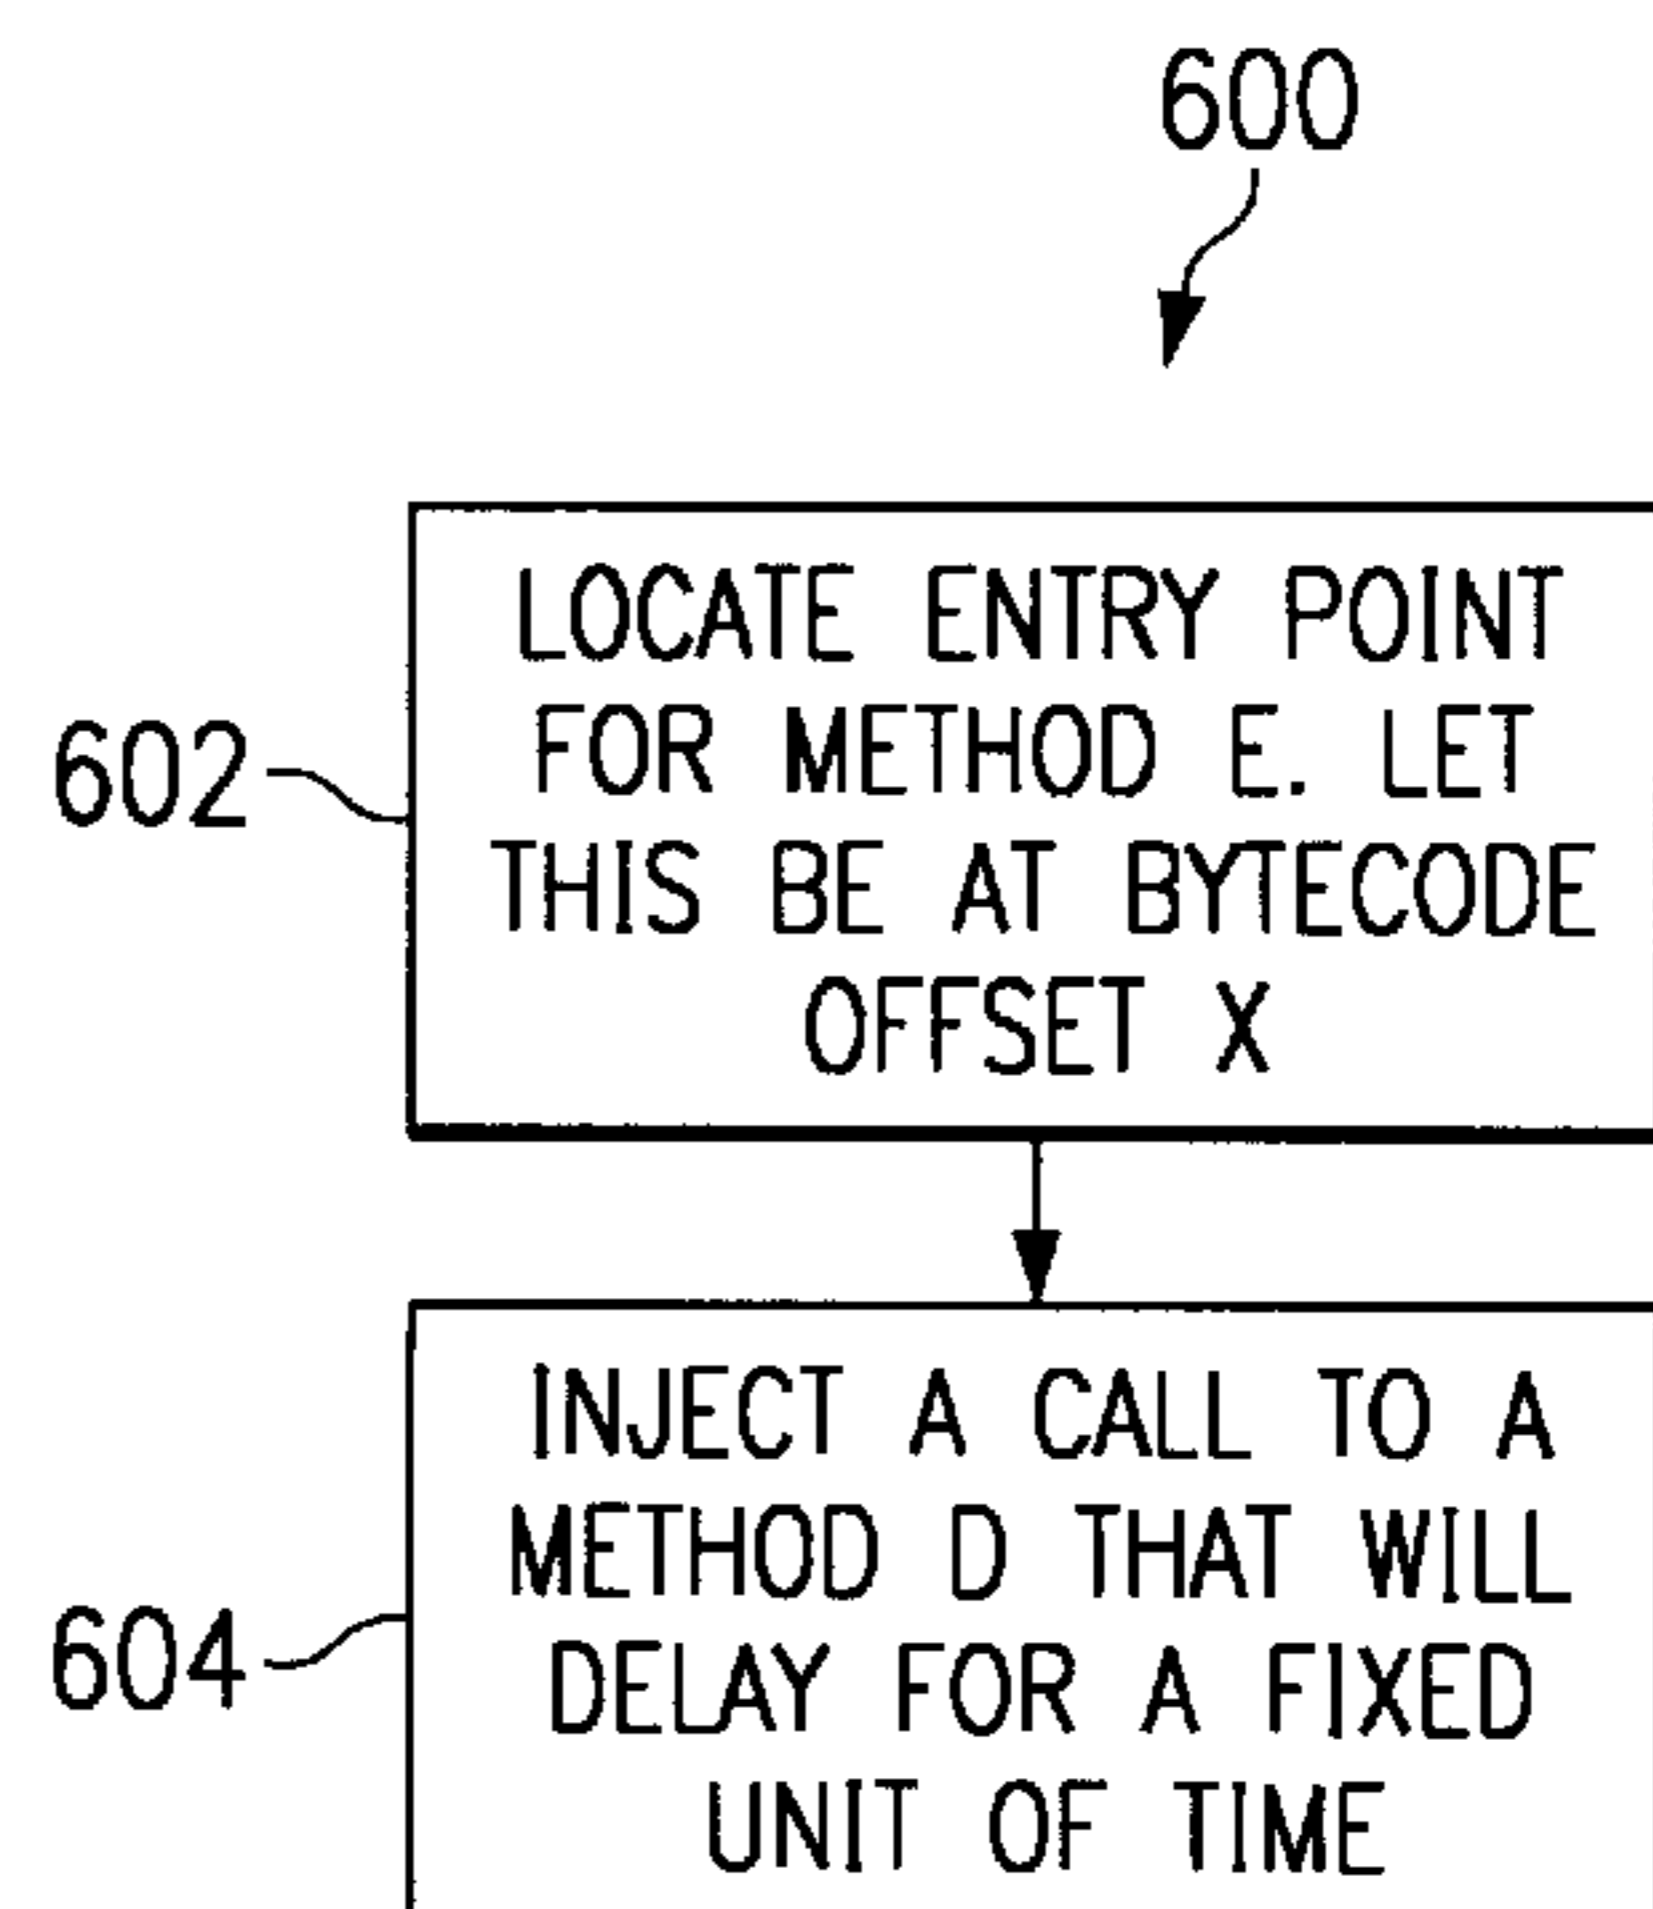 600
602
LOCATE ENTRY POINT
FOR METHOD E. LET
THIS BE AT BYTECODE
OFFSET X
604
INJECT A CALL TO A
METHOD D THAT WILL
DELAY FOR A FIXED
UNIT OF TIME